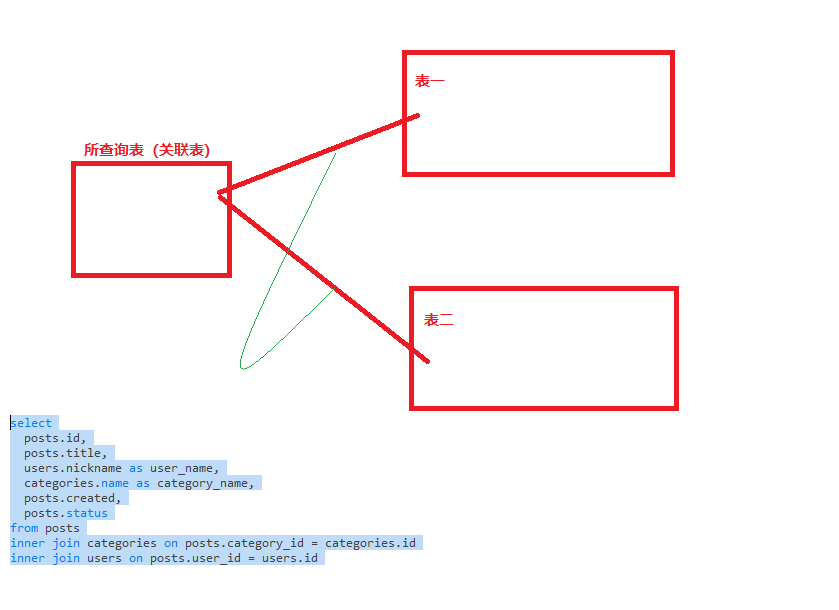 表一
所查询表（关联表）
表二
select
posts.id,
posts.title,
users.nickname as user_name,
categories.name as category_name,
posts.created,
posts.status
from posts
inner join categories on posts.category_id = categories.id
inner join users on posts.user_id = users.id